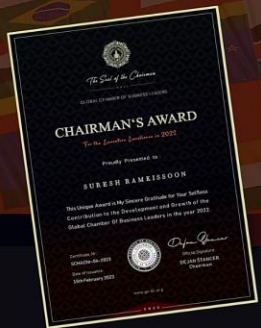 The Seal of the Chairman
GLOBAL CHAMBER OF BUSINESS LEADERS
CHAIRMAN'S AWARD
For the Executive Excellence in 2022
Proudly Presented to
SURESH RAMKISSOON
This Unique Award is My Sincere Gratitude for Your Selfless
Contribution to the Development and Growth of the
Global Chamber Of Business Leaders in the year 2022.
Certificate Nr:
Date of issuance:
16th February 2023
Official Signature,
DEJAN ŠTANCER
Chairman